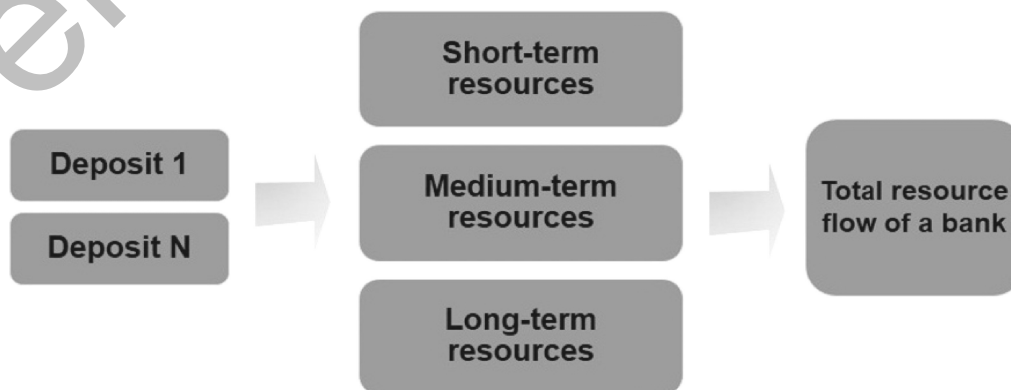 Deposit 1
Deposit N
Short-term
resources
Medium-term
resources
Long-term
resources
Total resource
flow of a bank